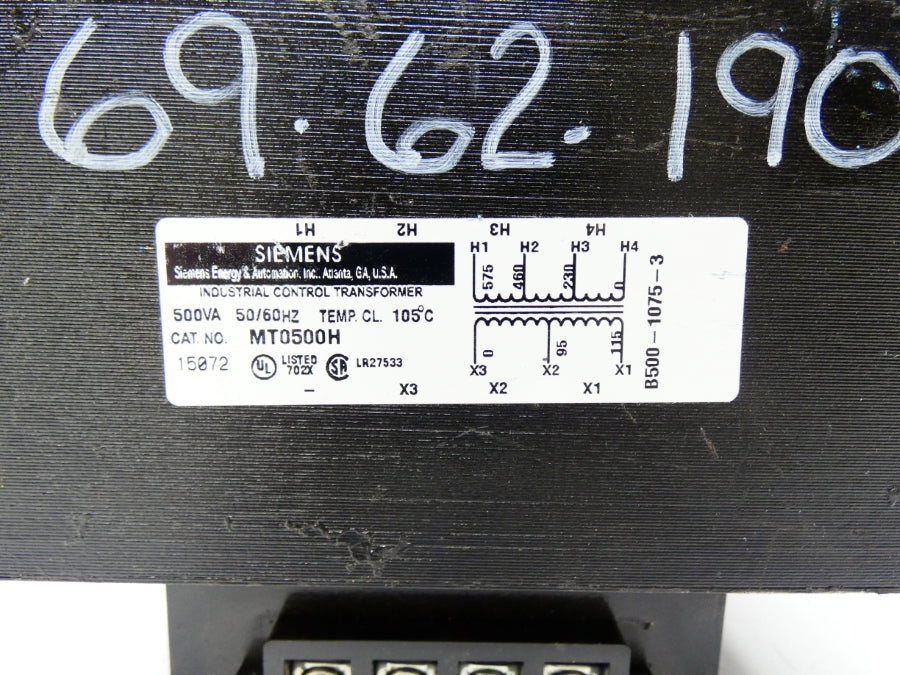 69.62.190
H1 H2 H3 H4
SIEMENS
Siemens Energy & Automation, Inc., Atlanta, GA, U.S.A.
INDUSTRIAL CONTROL TRANSFORMER
500VA 50/60HZ TEMP. CL. 105°C
CAT. NO. MT0500H
15072 UL LISTED 702X SA LR27533
– X3 X2 X1
H1 H2 H3 H4
575 460 230 0
0 95 115
X3 X2 X1
B500-1075-3